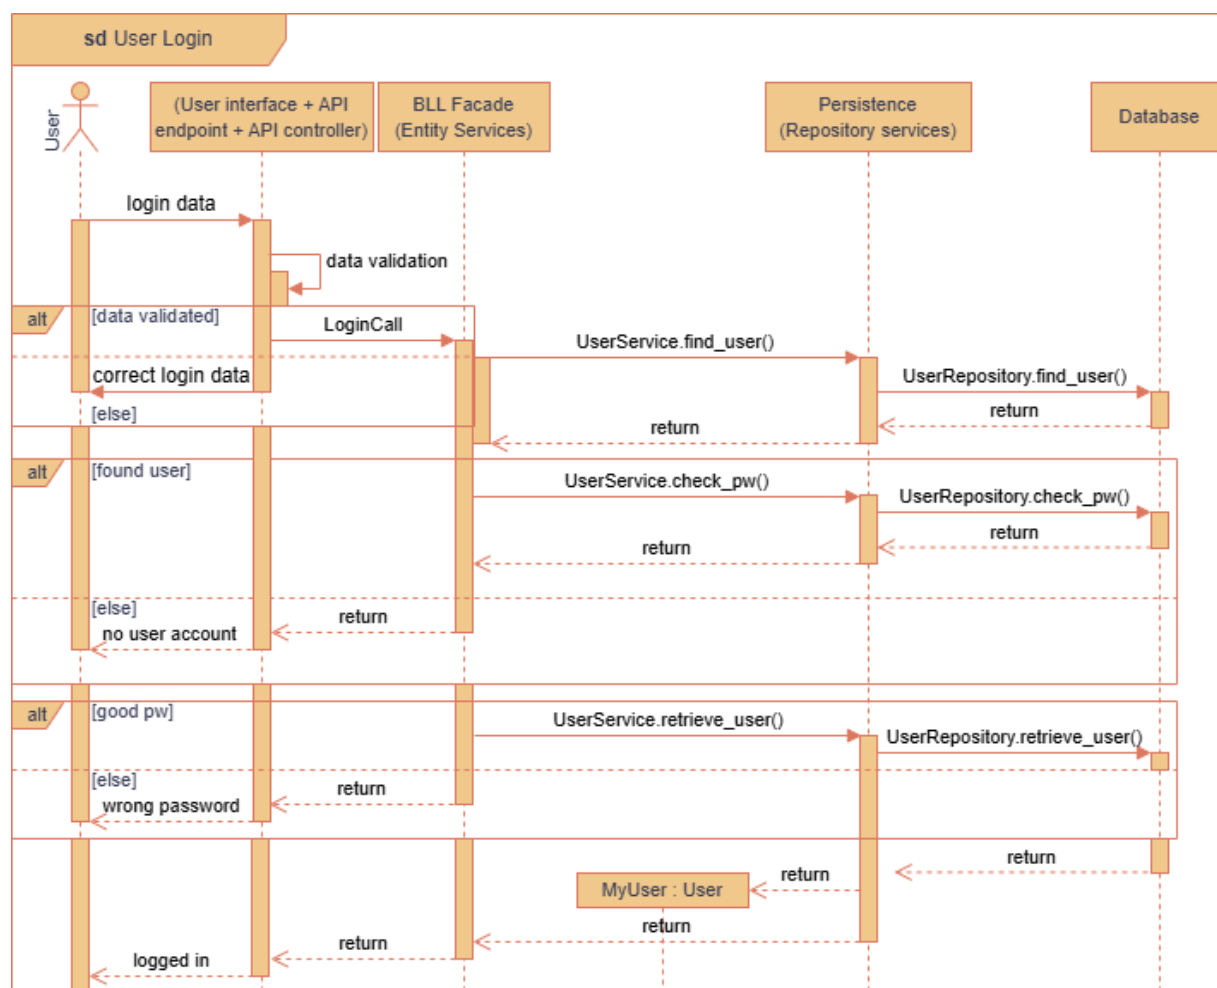 sd User Login
User
(User interface + API
endpoint + API controller)
BLL Facade
(Entity Services)
Persistence
(Repository services)
Database
login data
data validation
alt
[data validated]
LoginCall
UserService.find_user()
correct login data
UserRepository.find_user()
[else]
return
return
alt
[found user]
UserService.check_pw()
UserRepository.check_pw()
return
return
[else]
return
no user account
alt
[good pw]
UserService.retrieve_user()
UserRepository.retrieve_user()
[else]
return
wrong password
return
return
MyUser : User
return
return
logged in